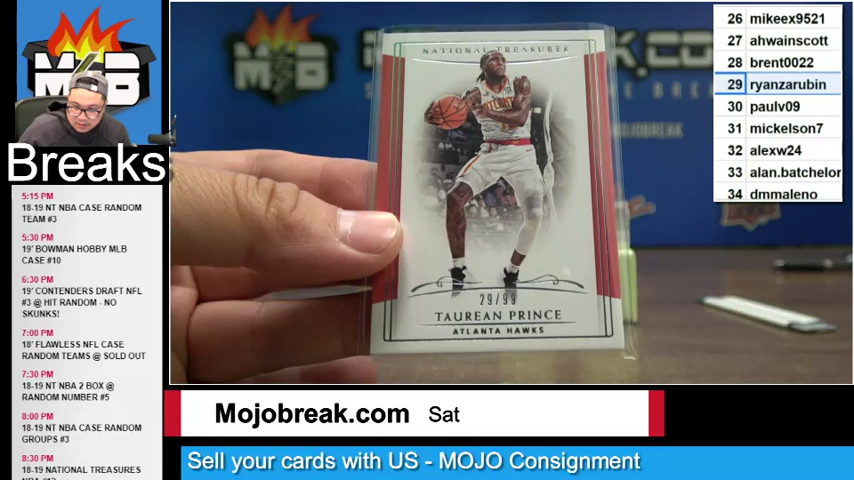 Breaks
5:15 PM
18-19 NT NBA CASE RANDOM
TEAM #3
5:30 PM
19' BOWMAN HOBBY MLB
CASE #10
6:30 PM
19' CONTENDERS DRAFT NFL
#3 @ HIT RANDOM - NO
SKUNKS!
7:00 PM
18' FLAWLESS NFL CASE
RANDOM TEAMS @ SOLD OUT
7:30 PM
18-19 NT NBA 2 BOX @
RANDOM NUMBER #5
8:00 PM
18-19 NT NBA CASE RANDOM
GROUPS #3
8:30 PM
18-19 NATIONAL TREASURES
NATIONAL TREASURES
ATLANTA
29/99
TAUREAN PRINCE
ATLANTA HAWKS
MOJOBREAK
26 mikeex9521
27 ahwainscott
28 brent0022
29 ryanzarubin
30 paulv09
31 mickelson7
32 alexw24
33 alan.batchelor
34 dmmaleno
Mojobreak.com Sat
Sell your cards with US - MOJO Consignment